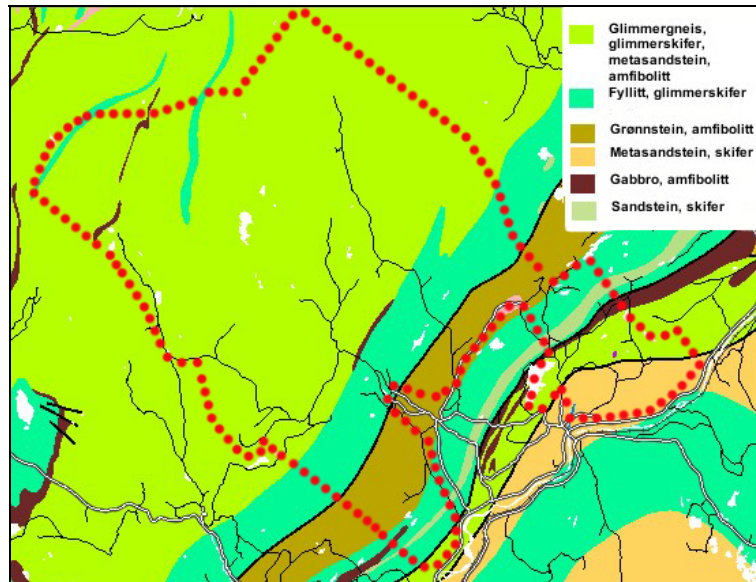 Glimmergneis,
glimmerskifer,
metasandstein,
amfibolitt
Fyllitt, glimmerskifer
Grønnstein, amfibolitt
Metasandstein, skifer
Gabbro, amfibolitt
Sandstein, skifer